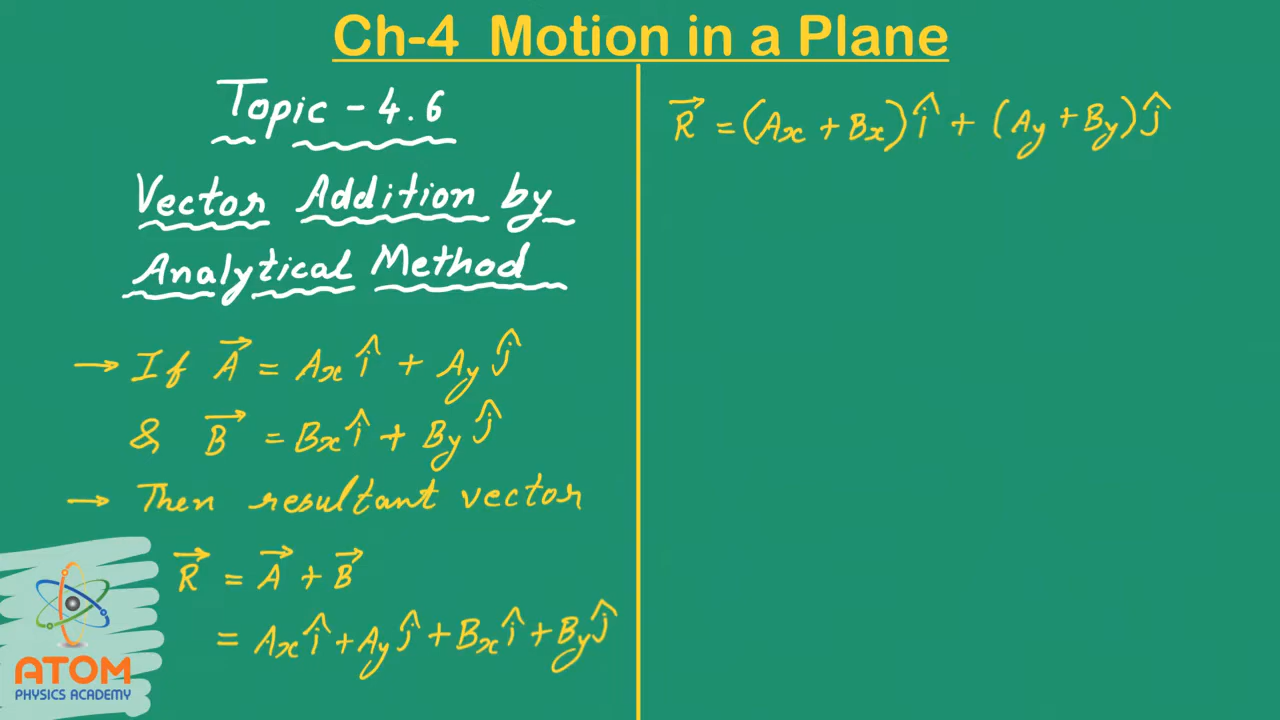 Ch-4 Motion in a Plane
Topic - 4.6
Vector Addition by
Analytical Method
→ If A⃗ = Ax î + Ay ĵ
& B⃗ = Bx î + By ĵ
→ Then resultant vector
R⃗ = A⃗ + B⃗
= Ax î + Ay ĵ + Bx î + By ĵ
ATOM
PHYSICS ACADEMY
R⃗ = (Ax + Bx) î + (Ay + By) ĵ